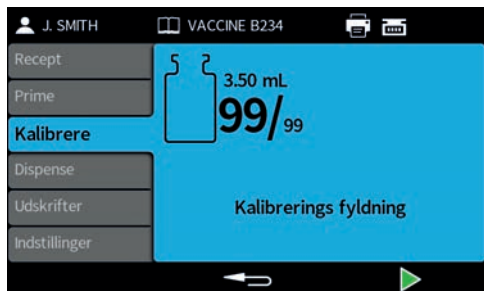 J. SMITH
VACCINE B234
Recept
Prime
Kalibrere
Dispense
Udskrifter
Indstillinger
3.50 mL
99/99
Kalibrerings fyldning